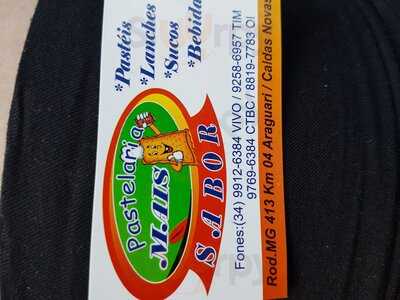 *Pastéis
*Lanches
*Sucos
*Bebida
Pastelaria
MAIS
SABOR
Fones:(34) 9912-6384 VIVO / 9258-6957 TIM
9769-6384 CTBC / 8819-7783 OI
Rod.MG 413 Km 04 Araguari / Caldas Novas